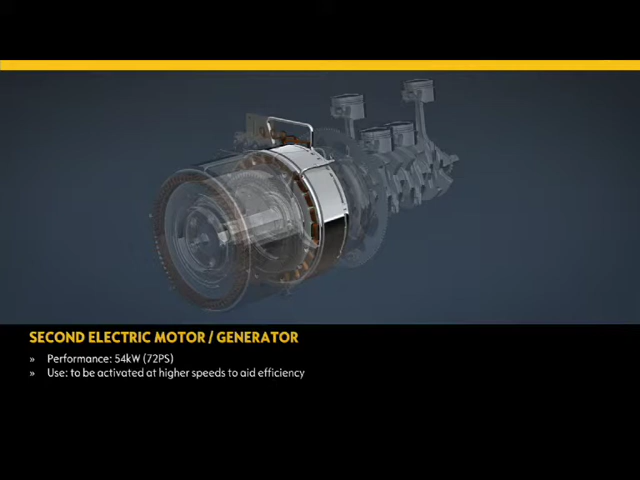 SECOND ELECTRIC MOTOR / GENERATOR
» Performance: 54kW (72PS)
» Use: to be activated at higher speeds to aid efficiency